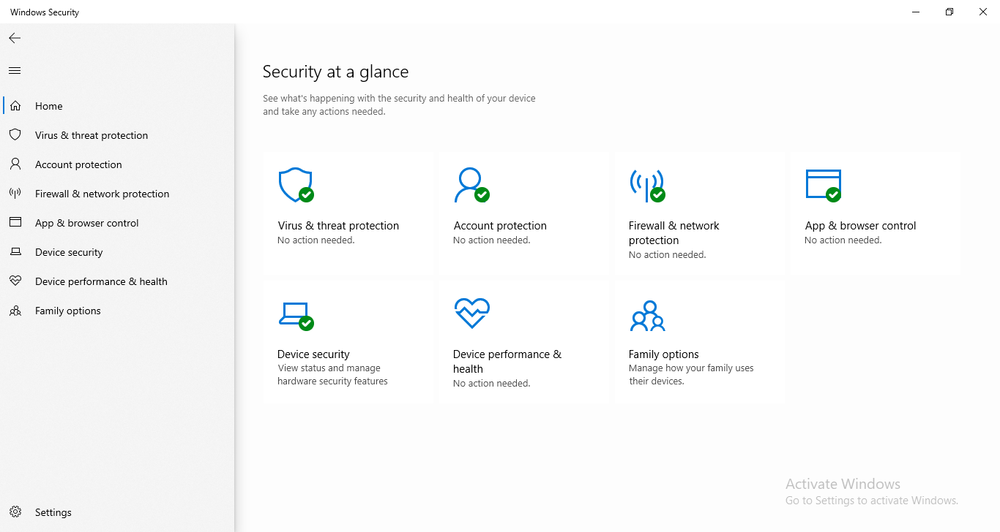 Windows Security
Home
Virus & threat protection
Account protection
Firewall & network protection
App & browser control
Device security
Device performance & health
Family options
Settings
Security at a glance
See what's happening with the security and health of your device
and take any actions needed.
Virus & threat protection
No action needed.
Account protection
No action needed.
Firewall & network
protection
No action needed.
App & browser control
No action needed.
Device security
View status and manage
hardware security features
Device performance &
health
No action needed.
Family options
Manage how your family uses
their devices.
Activate Windows
Go to Settings to activate Windows.